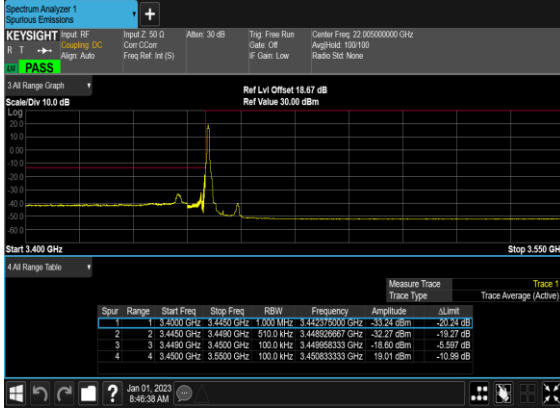 Spectrum Analyzer 1
Spurious Emissions
+
KEYSIGHT Input: RF Input Z: 50 Ω Atten: 30 dB Trig: Free Run Center Freq: 22.005000000 GHz
R T Coupling: DC Corr CCorr Gate: Off Avg|Hold: 100/100
Align: Auto Freq Ref: Int (S) IF Gain: Low Radio Std: None
LXI PASS
3.All Range Graph
Ref Lvl Offset 18.67 dB
Scale/Div 10.0 dB Ref Value 30.00 dBm
Log
20.0
10.0
0.00
-10.0
-20.0
-30.0
-40.0
-50.0
-60.0
Start 3.400 GHz Stop 3.550 GH
4.All Range Table
Measure Trace Trace 1
Trace Type Trace Average (Active)
Spur Range Start Freq Stop Freq RBW Frequency Amplitude ΔLimit
1 1 3.4000 GHz 3.4450 GHz 1.000 MHz 3.442375000 GHz -33.24 dBm -20.24 dB
2 2 3.4450 GHz 3.4490 GHz 510.0 kHz 3.448926667 GHz -32.27 dBm -19.27 dB
3 3 3.4490 GHz 3.4500 GHz 100.0 kHz 3.449958333 GHz -18.60 dBm -5.597 dB
4 4 3.4500 GHz 3.5500 GHz 100.0 kHz 3.450833333 GHz 19.01 dBm -10.99 dB
? Jan 01, 2023
8:46:38 AM